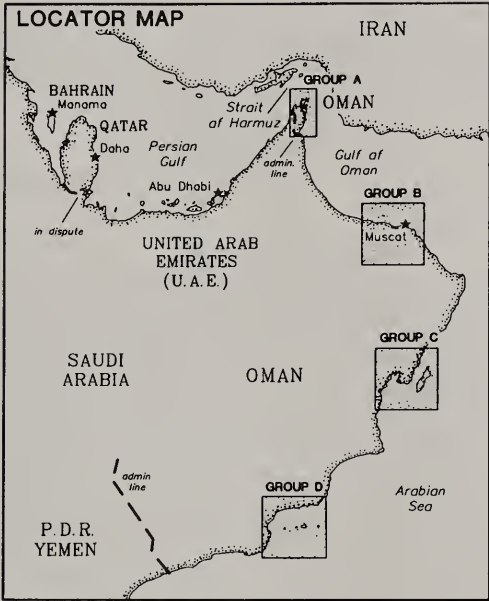 LOCATOR MAP
IRAN
GROUP A
BAHRAIN
Manama
Strait
of Harmuz
OMAN
QATAR
Daha
Persian
Gulf
admin.
line
Gulf of
Oman
Abu Dhabi
GROUP B
in dispute
Muscat
UNITED ARAB
EMIRATES
(U.A.E.)
GROUP C
SAUDI
ARABIA
OMAN
admin
line
GROUP D
Arabian
Sea
P.D.R.
YEMEN